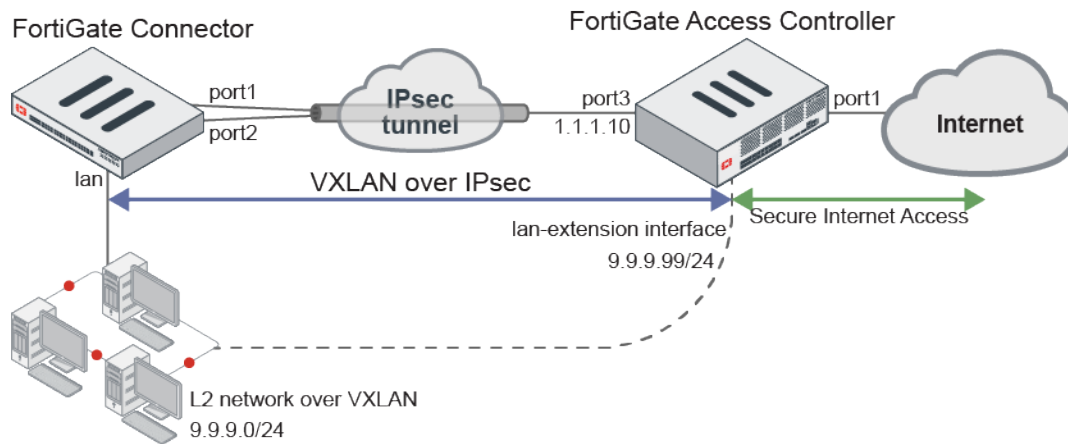 FortiGate Connector
FortiGate Access Controller
port1
port2
IPsec
tunnel
port3
1.1.1.10
port1
Internet
lan
VXLAN over IPsec
Secure Internet Access
lan-extension interface
9.9.9.99/24
L2 network over VXLAN
9.9.9.0/24